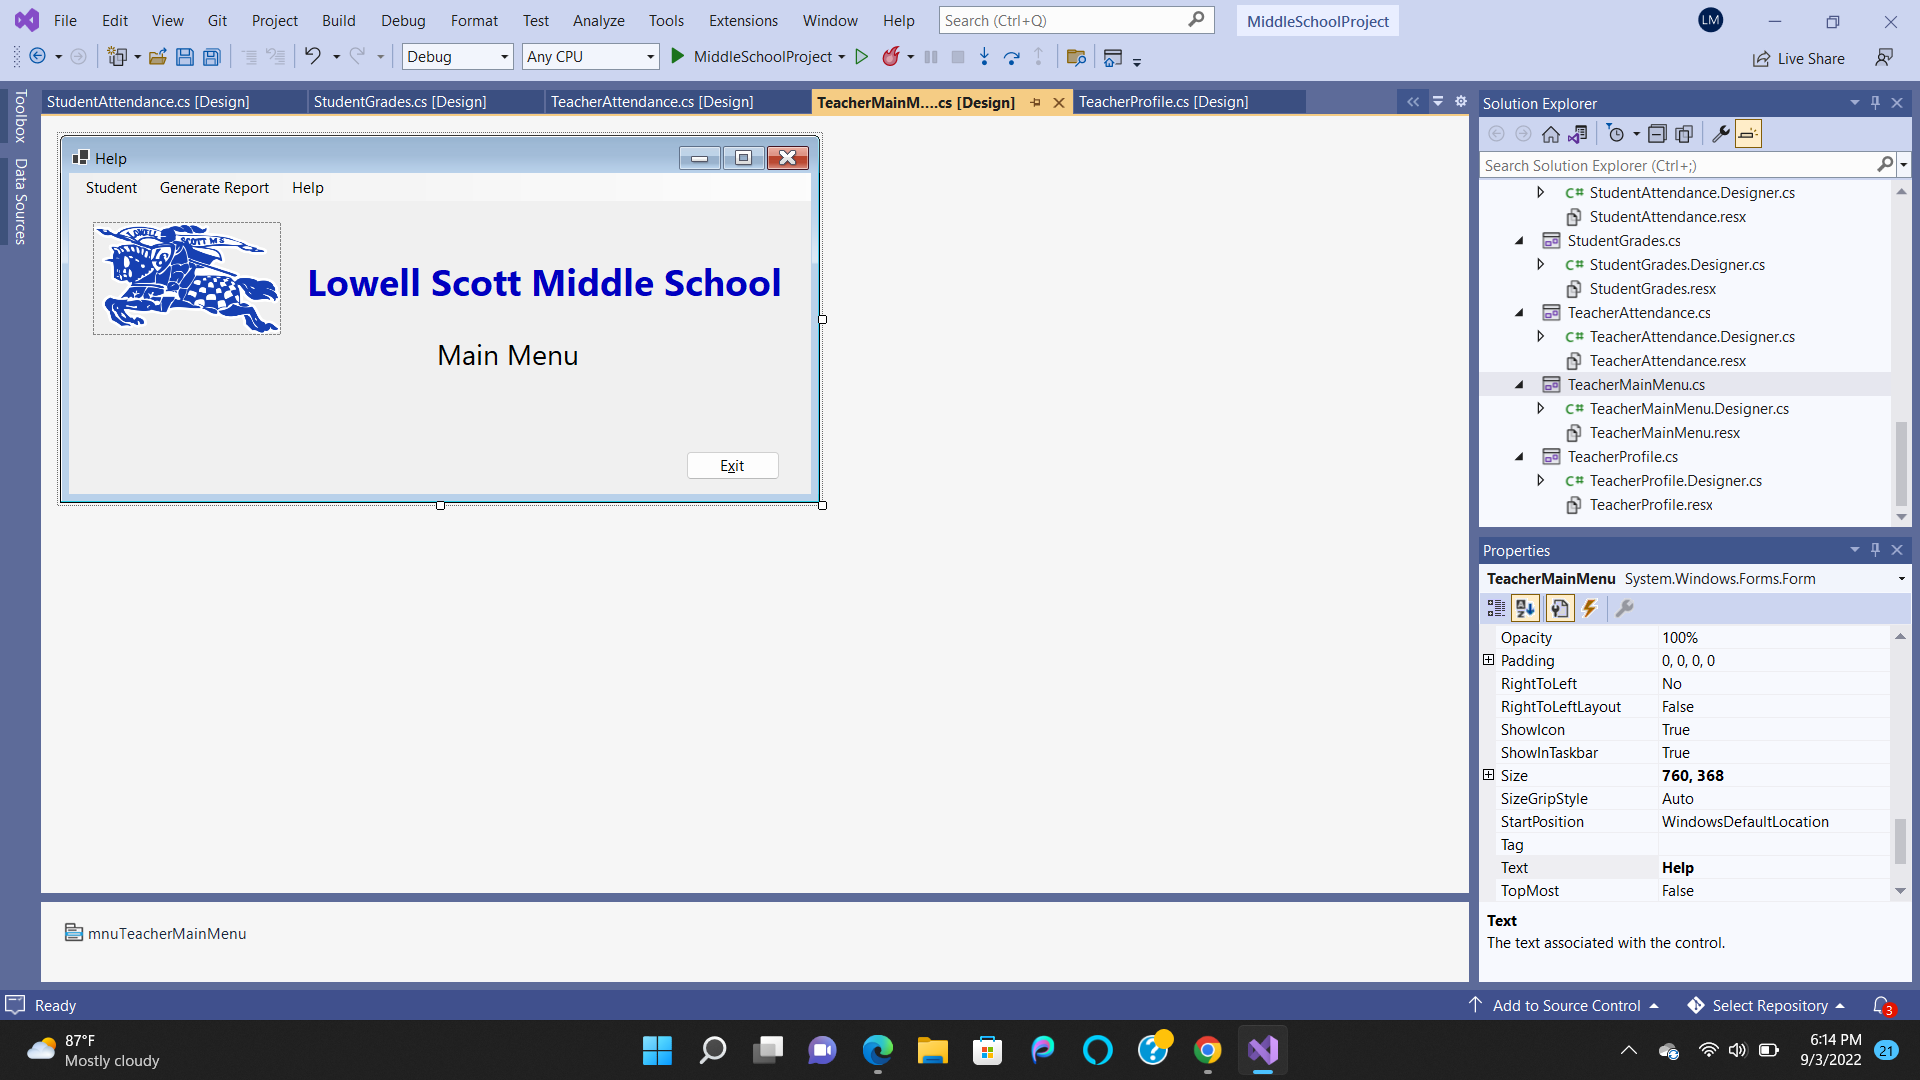 File Edit View Git Project Build Debug Format Test Analyze Tools Extensions Window Help Search (Ctrl+Q) MiddleSchoolProject LM
Debug Any CPU MiddleSchoolProject Live Share
StudentAttendance.cs [Design] StudentGrades.cs [Design] TeacherAttendance.cs [Design] TeacherMainM....cs [Design] TeacherProfile.cs [Design]
Toolbox
Data Sources
Help
Student Generate Report Help
LOWELL SCOTT MS
Lowell Scott Middle School
Main Menu
Exit
mnuTeacherMainMenu
Solution Explorer
Search Solution Explorer (Ctrl+;)
C# StudentAttendance.Designer.cs
StudentAttendance.resx
StudentGrades.cs
C# StudentGrades.Designer.cs
StudentGrades.resx
TeacherAttendance.cs
C# TeacherAttendance.Designer.cs
TeacherAttendance.resx
TeacherMainMenu.cs
C# TeacherMainMenu.Designer.cs
TeacherMainMenu.resx
TeacherProfile.cs
C# TeacherProfile.Designer.cs
TeacherProfile.resx
Properties
TeacherMainMenu System.Windows.Forms.Form
Opacity 100%
Padding 0, 0, 0, 0
RightToLeft No
RightToLeftLayout False
ShowIcon True
ShowInTaskbar True
Size 760, 368
SizeGripStyle Auto
StartPosition WindowsDefaultLocation
Tag
Text Help
TopMost False
Text
The text associated with the control.
Ready Add to Source Control Select Repository 3
87°F
Mostly cloudy
6:14 PM
9/3/2022
21